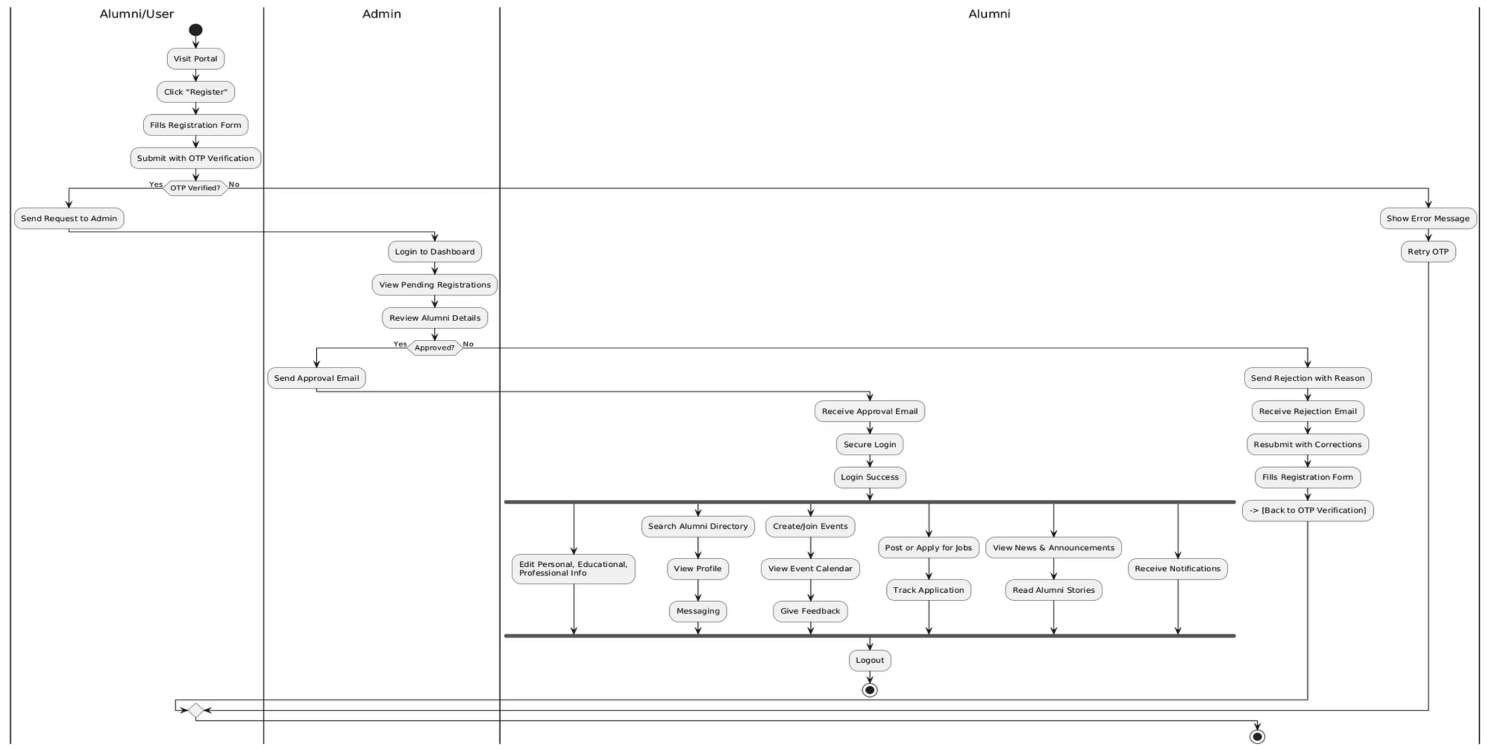 Alumni/User
Admin
Alumni
Visit Portal
Click "Register"
Fills Registration Form
Submit with OTP Verification
Yes
OTP Verified?
No
Send Request to Admin
Show Error Message
Login to Dashboard
Retry OTP
View Pending Registrations
Review Alumni Details
Yes
Approved?
No
Send Approval Email
Send Rejection with Reason
Receive Approval Email
Receive Rejection Email
Secure Login
Resubmit with Corrections
Login Success
Fills Registration Form
-> [Back to OTP Verification]
Search Alumni Directory
Create/Join Events
Post or Apply for Jobs
View News & Announcements
Edit Personal, Educational,
Professional Info
View Profile
View Event Calendar
Receive Notifications
Track Application
Read Alumni Stories
Messaging
Give Feedback
Logout